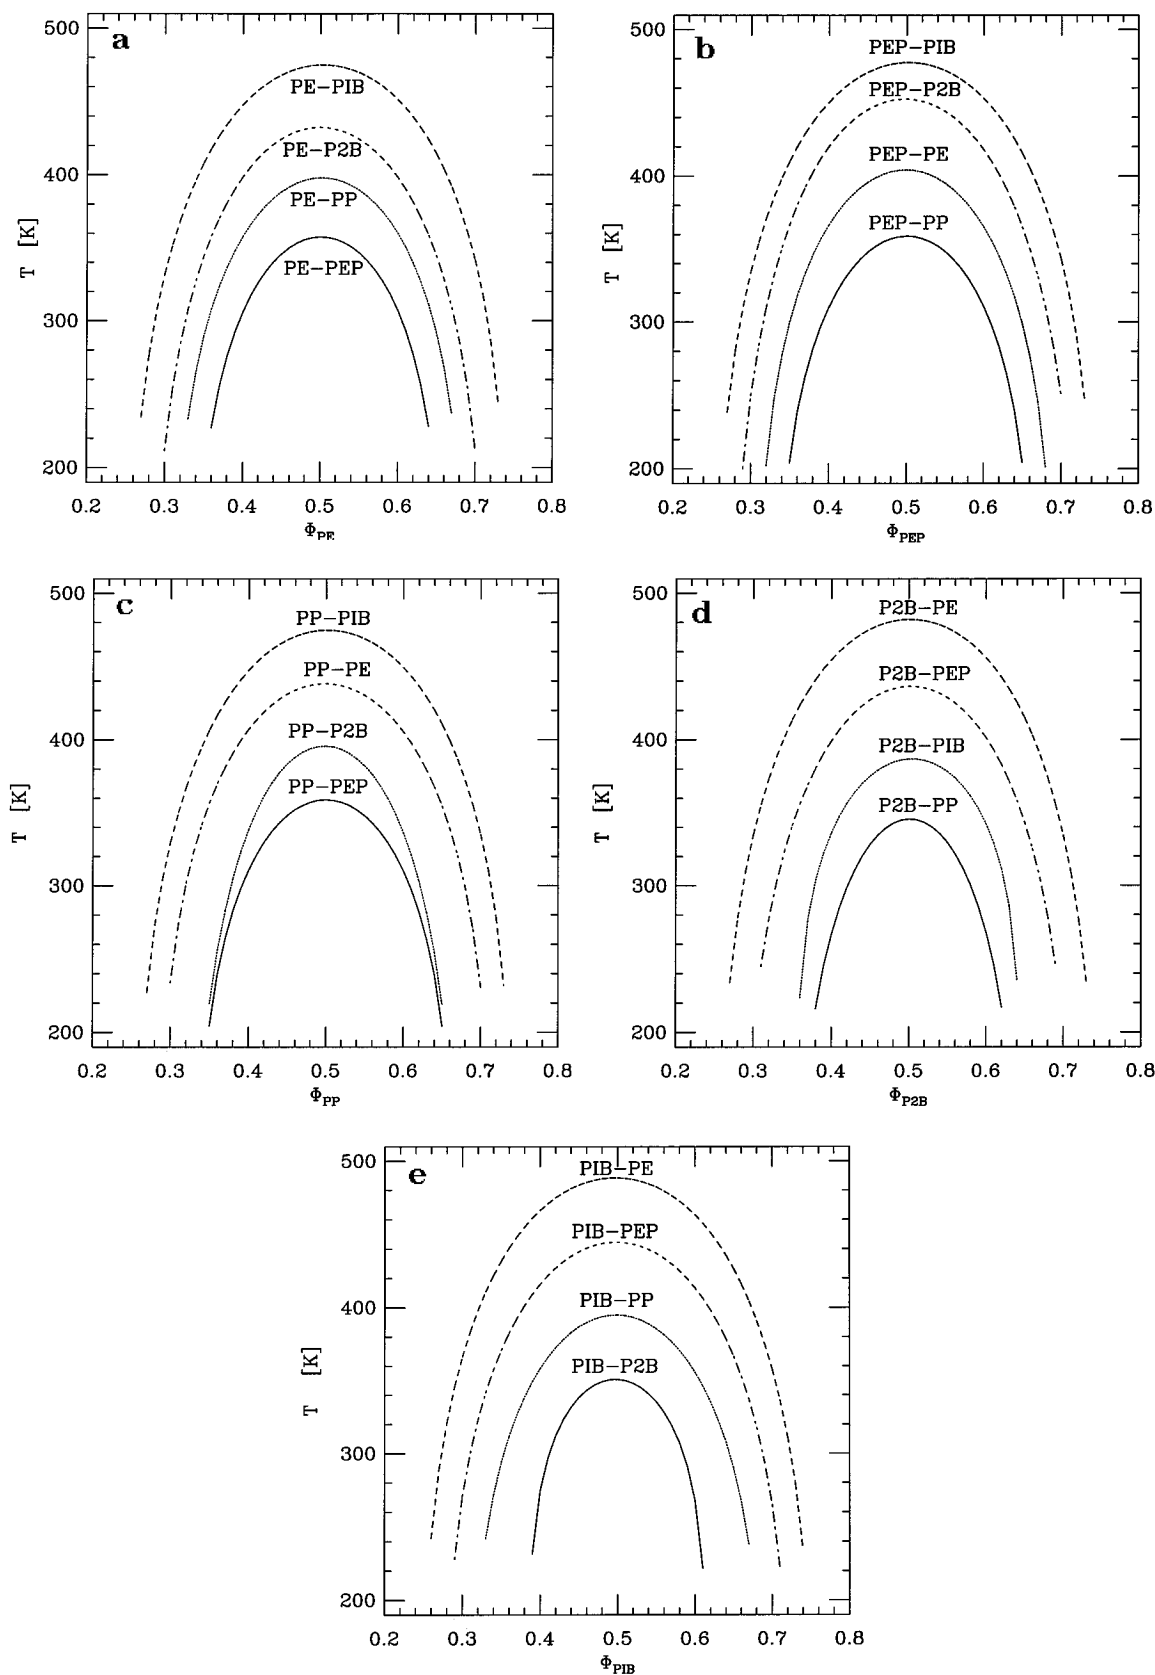 a
500
400
300
200
T [K]
PE-PIB
PE-P2B
PE-PP
PE-PEP
0.2 0.3 0.4 0.5 0.6 0.7 0.8
Φ_PE
b
500
400
300
200
T [K]
PEP-PIB
PEP-P2B
PEP-PE
PEP-PP
0.2 0.3 0.4 0.5 0.6 0.7 0.8
Φ_PEP
c
500
400
300
200
T [K]
PP-PIB
PP-PE
PP-P2B
PP-PEP
0.2 0.3 0.4 0.5 0.6 0.7 0.8
Φ_PP
d
500
400
300
200
T [K]
P2B-PE
P2B-PEP
P2B-PIB
P2B-PP
0.2 0.3 0.4 0.5 0.6 0.7 0.8
Φ_P2B
e
500
400
300
200
T [K]
PIB-PE
PIB-PEP
PIB-PP
PIB-P2B
0.2 0.3 0.4 0.5 0.6 0.7 0.8
Φ_PIB